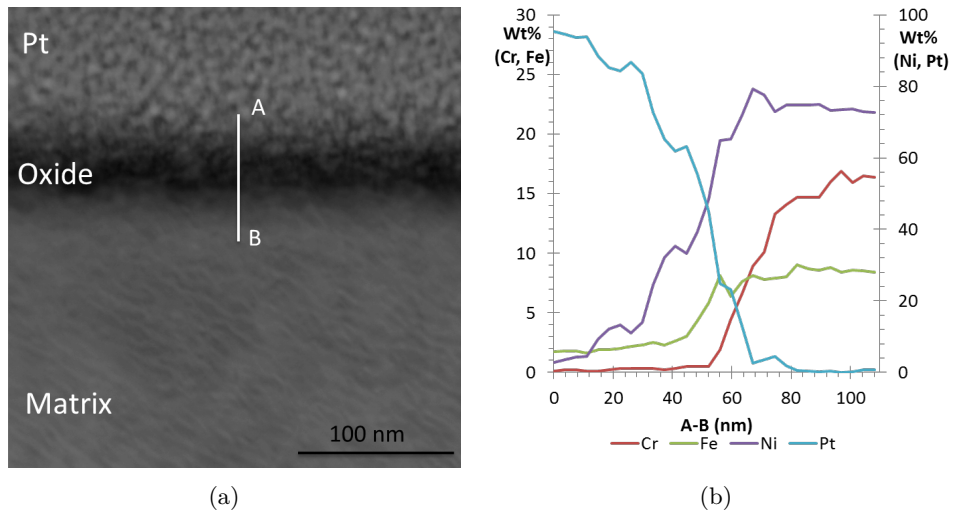 Pt
A
Oxide
B
Matrix
100 nm
(a)
30
25
20
15
10
5
0
Wt%
(Cr, Fe)
100
80
60
40
20
0
Wt%
(Ni, Pt)
0 20 40 60 80 100
A-B (nm)
Cr Fe Ni Pt
(b)